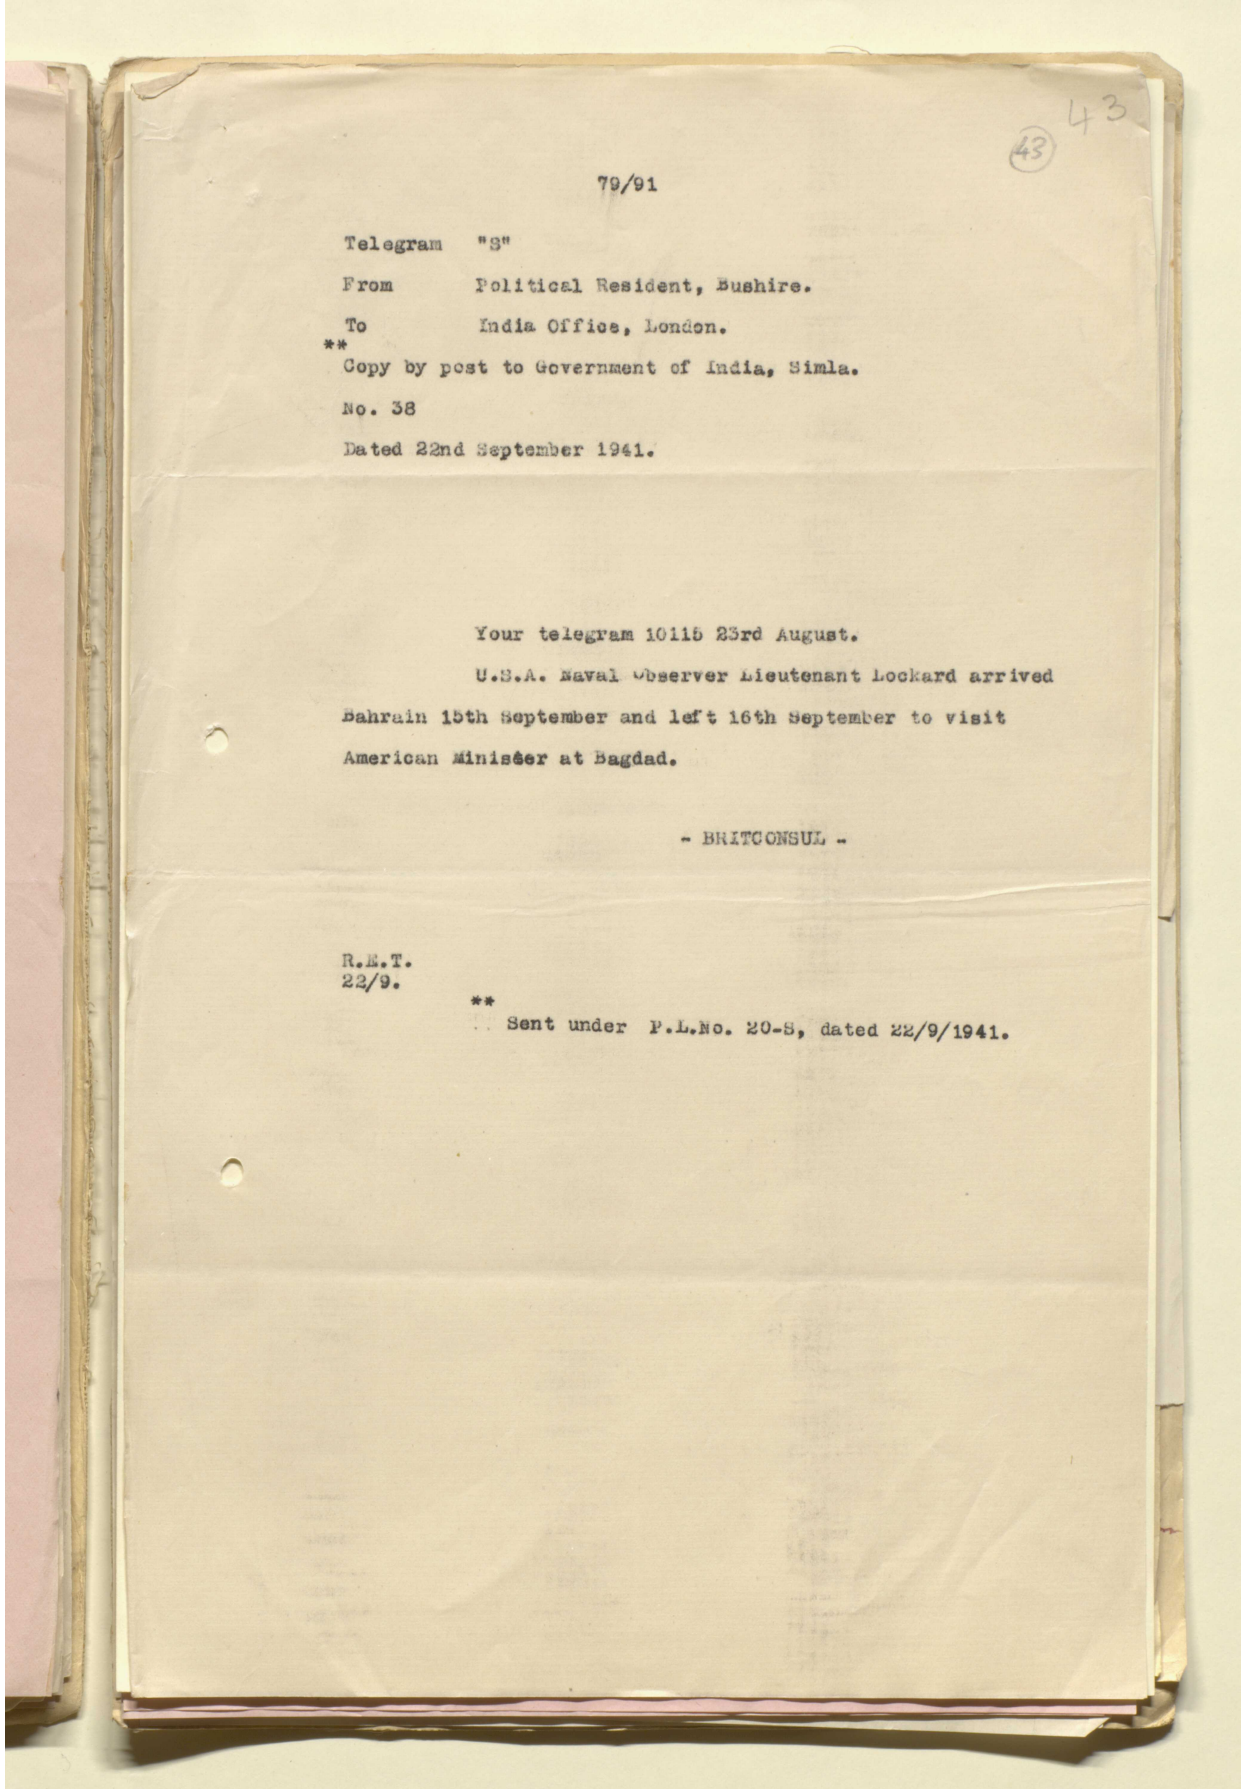 43
43
79/91
Telegram "S"
From Political Resident, Bushire.
To India Office, London.
**
Copy by post to Government of India, Simla.
No. 38
Dated 22nd September 1941.
Your telegram 10115 23rd August.
U.S.A. Naval Observer Lieutenant Lockard arrived
Bahrain 15th September and left 16th September to visit
American Minister at Bagdad.
- BRITCONSUL -
R.E.T.
22/9.
**
Sent under P.L.No. 20-S, dated 22/9/1941.